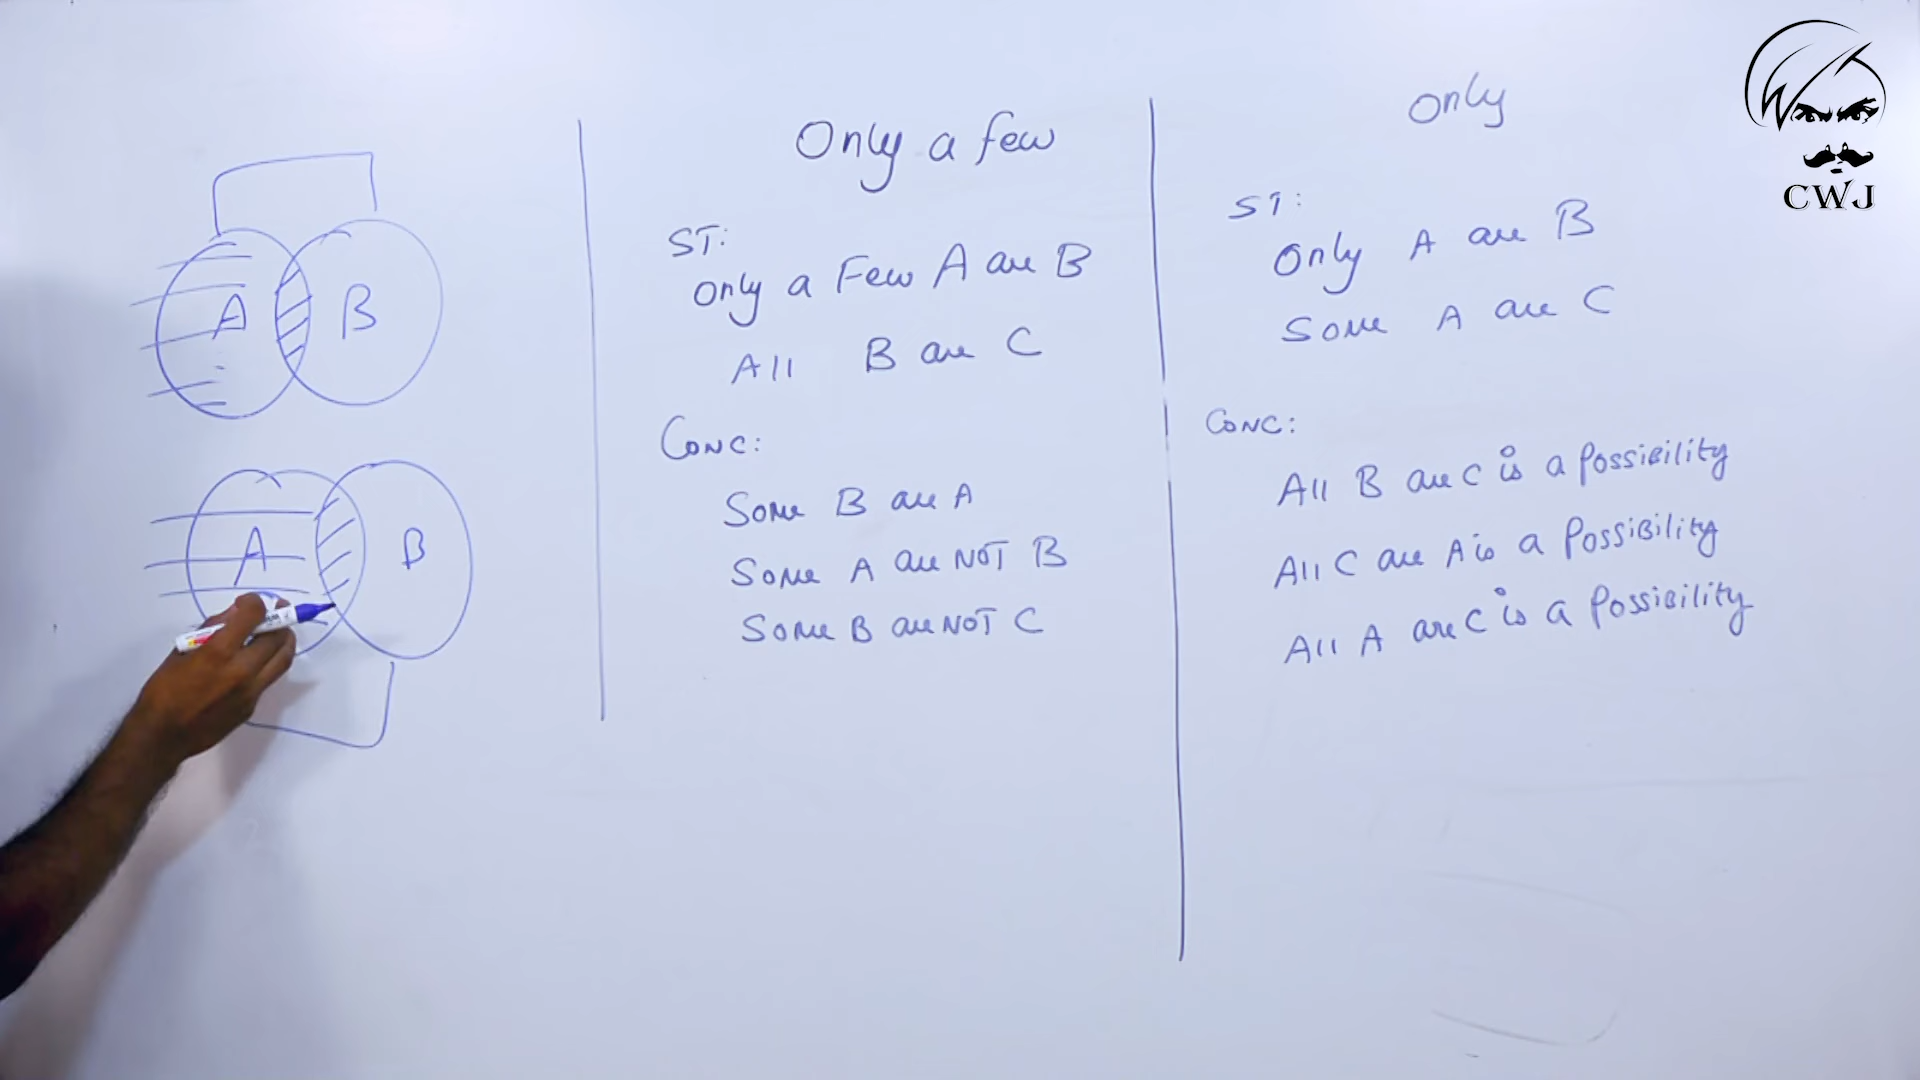 A B
A B
Only a few
ST:
Only a Few A are B
All B are C
CONC:
Some B are A
Some A are NOT B
Some B are NOT C
Only
ST:
Only A are B
Some A are C
CONC:
All B are C is a Possibility
All C are A is a Possibility
All A are C is a Possibility
CWJ